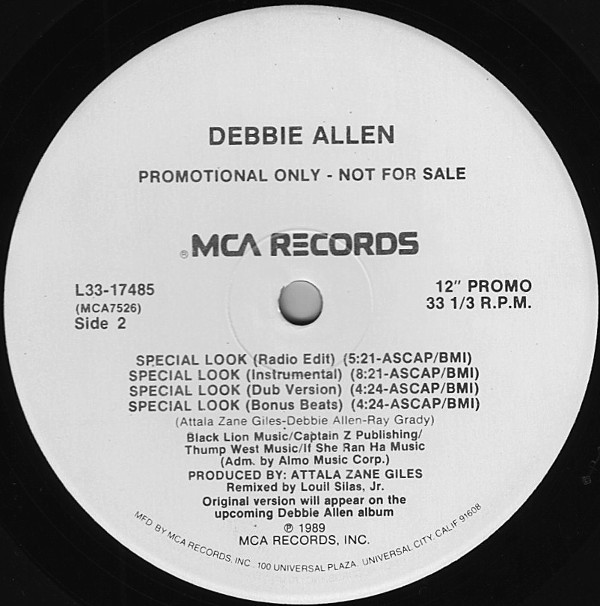 DEBBIE ALLEN
PROMOTIONAL ONLY - NOT FOR SALE
® MCA RECORDS
L33-17485
(MCA7526)
Side 2
12" PROMO
33 1/3 R.P.M.
SPECIAL LOOK (Radio Edit) (5:21-ASCAP/BMI)
SPECIAL LOOK (Instrumental) (8:21-ASCAP/BMI)
SPECIAL LOOK (Dub Version) (4:24-ASCAP/BMI)
SPECIAL LOOK (Bonus Beats) (4:24-ASCAP/BMI)
(Attala Zane Giles-Debbie Allen-Ray Grady)
Black Lion Music/Captain Z Publishing/
Thump West Music/If She Ran Ha Music
(Adm. by Almo Music Corp.)
PRODUCED BY: ATTALA ZANE GILES
Remixed by Louil Silas, Jr.
Original version will appear on the
upcoming Debbie Allen album
℗ 1989
MCA RECORDS, INC.
MFD BY MCA RECORDS, INC. 100 UNIVERSAL PLAZA, UNIVERSAL CITY, CALIF. 91608